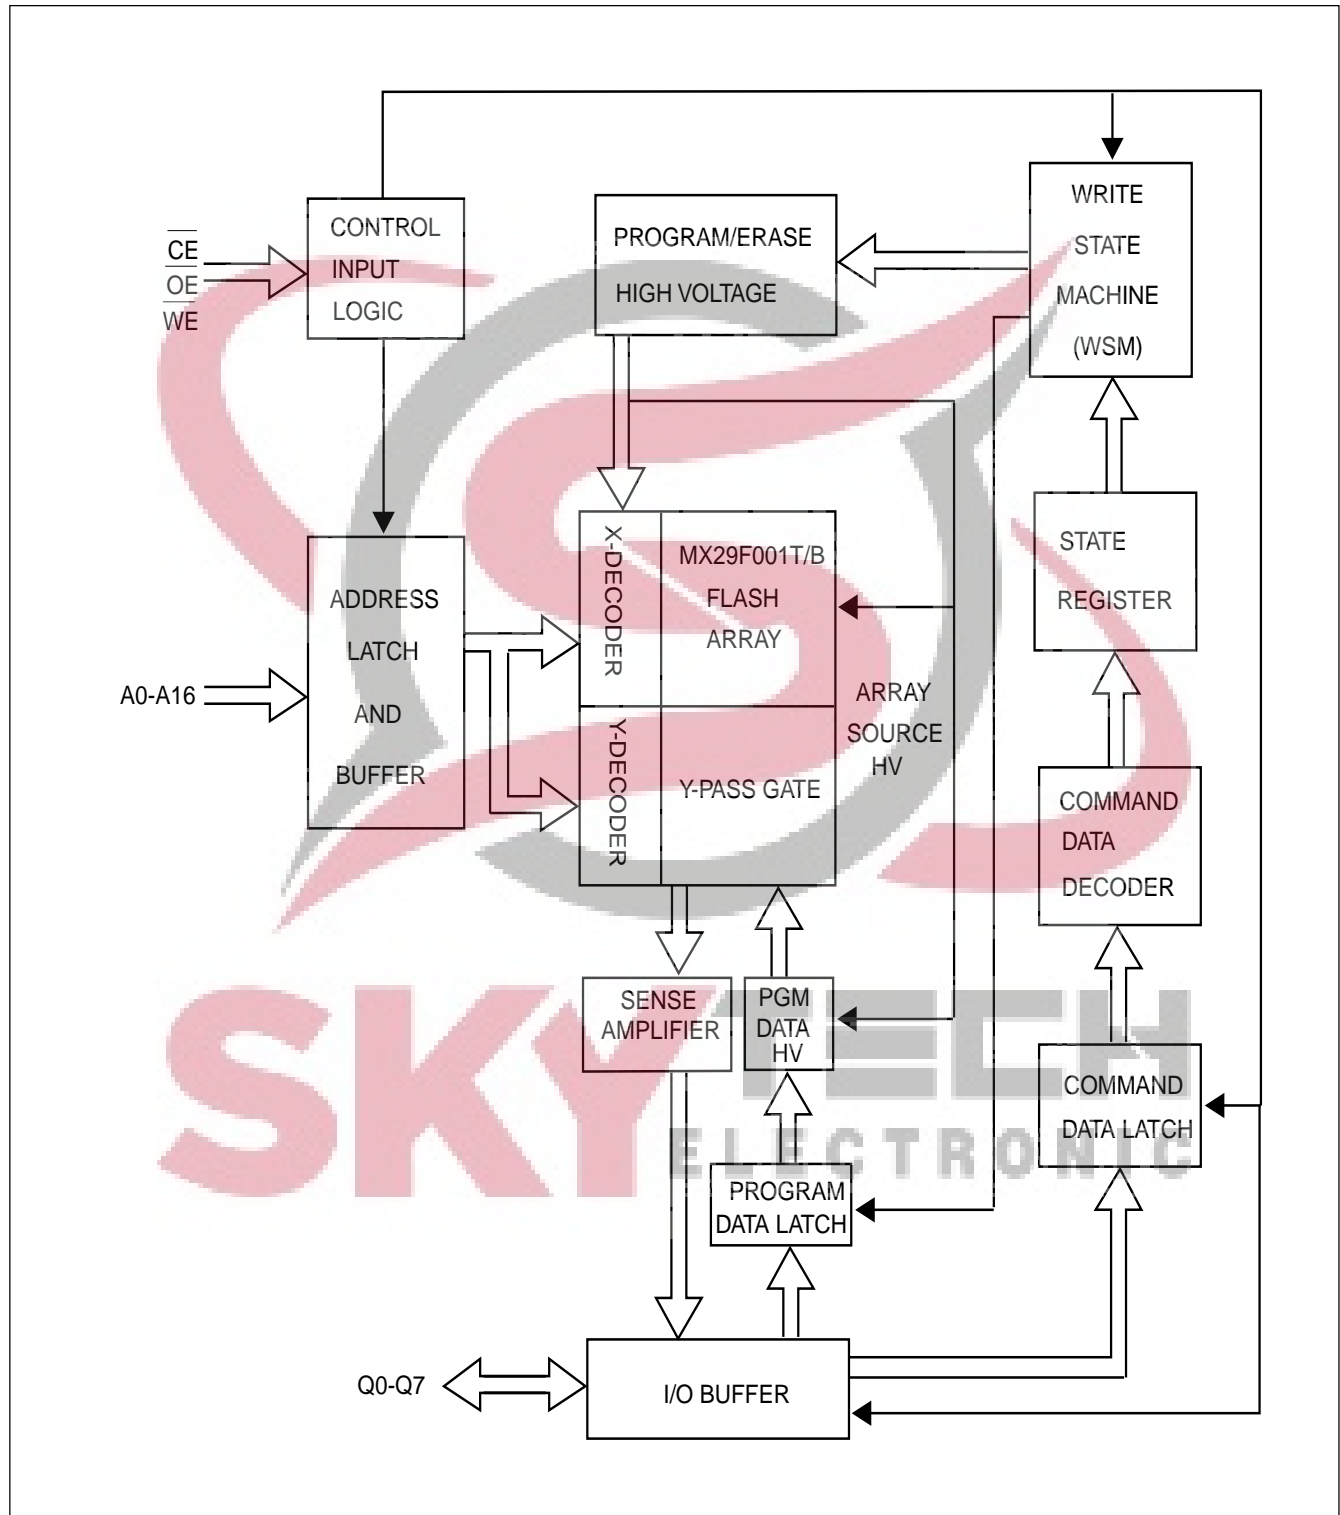 CE
OE
WE
CONTROL
INPUT
LOGIC
PROGRAM/ERASE
HIGH VOLTAGE
WRITE
STATE
MACHINE
(WSM)
STATE
REGISTER
X-DECODER
MX29F001T/B
FLASH
ARRAY
ADDRESS
LATCH
AND
BUFFER
A0-A16
ARRAY
SOURCE
HV
Y-DECODER
Y-PASS GATE
COMMAND
DATA
DECODER
SENSE
AMPLIFIER
PGM
DATA
HV
COMMAND
DATA LATCH
PROGRAM
DATA LATCH
Q0-Q7
I/O BUFFER
SKYTECH
ELECTRONIC